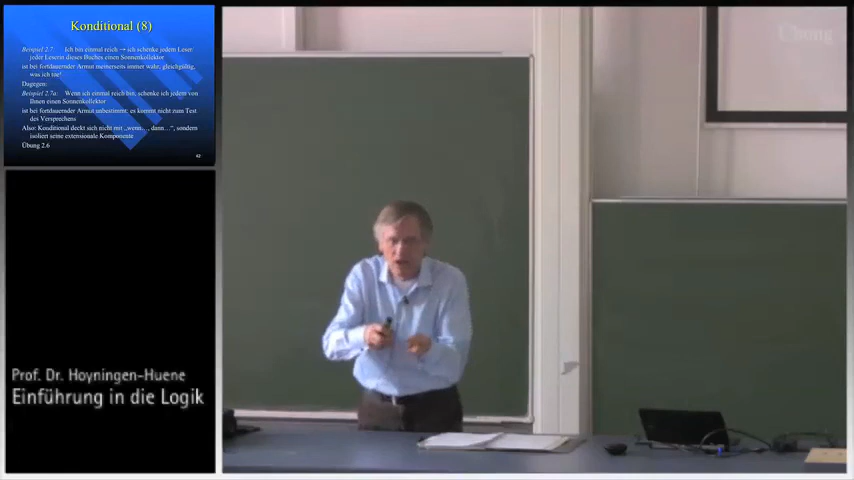 Konditional (8)
Beispiel 2.7: Ich bin einmal reich → ich schenke jedem Leser/
jeder Leserin dieses Buches einen Sonnenkollektor
ist bei fortdauernder Armut meinerseits immer wahr, gleichgültig,
was ich tue!
Dagegen:
Beispiel 2.7a: Wenn ich einmal reich bin, schenke ich jedem von
Ihnen einen Sonnenkollektor
ist bei fortdauernder Armut unbestimmt: es kommt nicht zum Test
des Versprechens
Also: Konditional deckt sich nicht mit „wenn…, dann…“, sondern
isoliert seine extensionale Komponente
Übung 2.6
62
Übung
Prof. Dr. Hoyningen-Huene
Einführung in die Logik